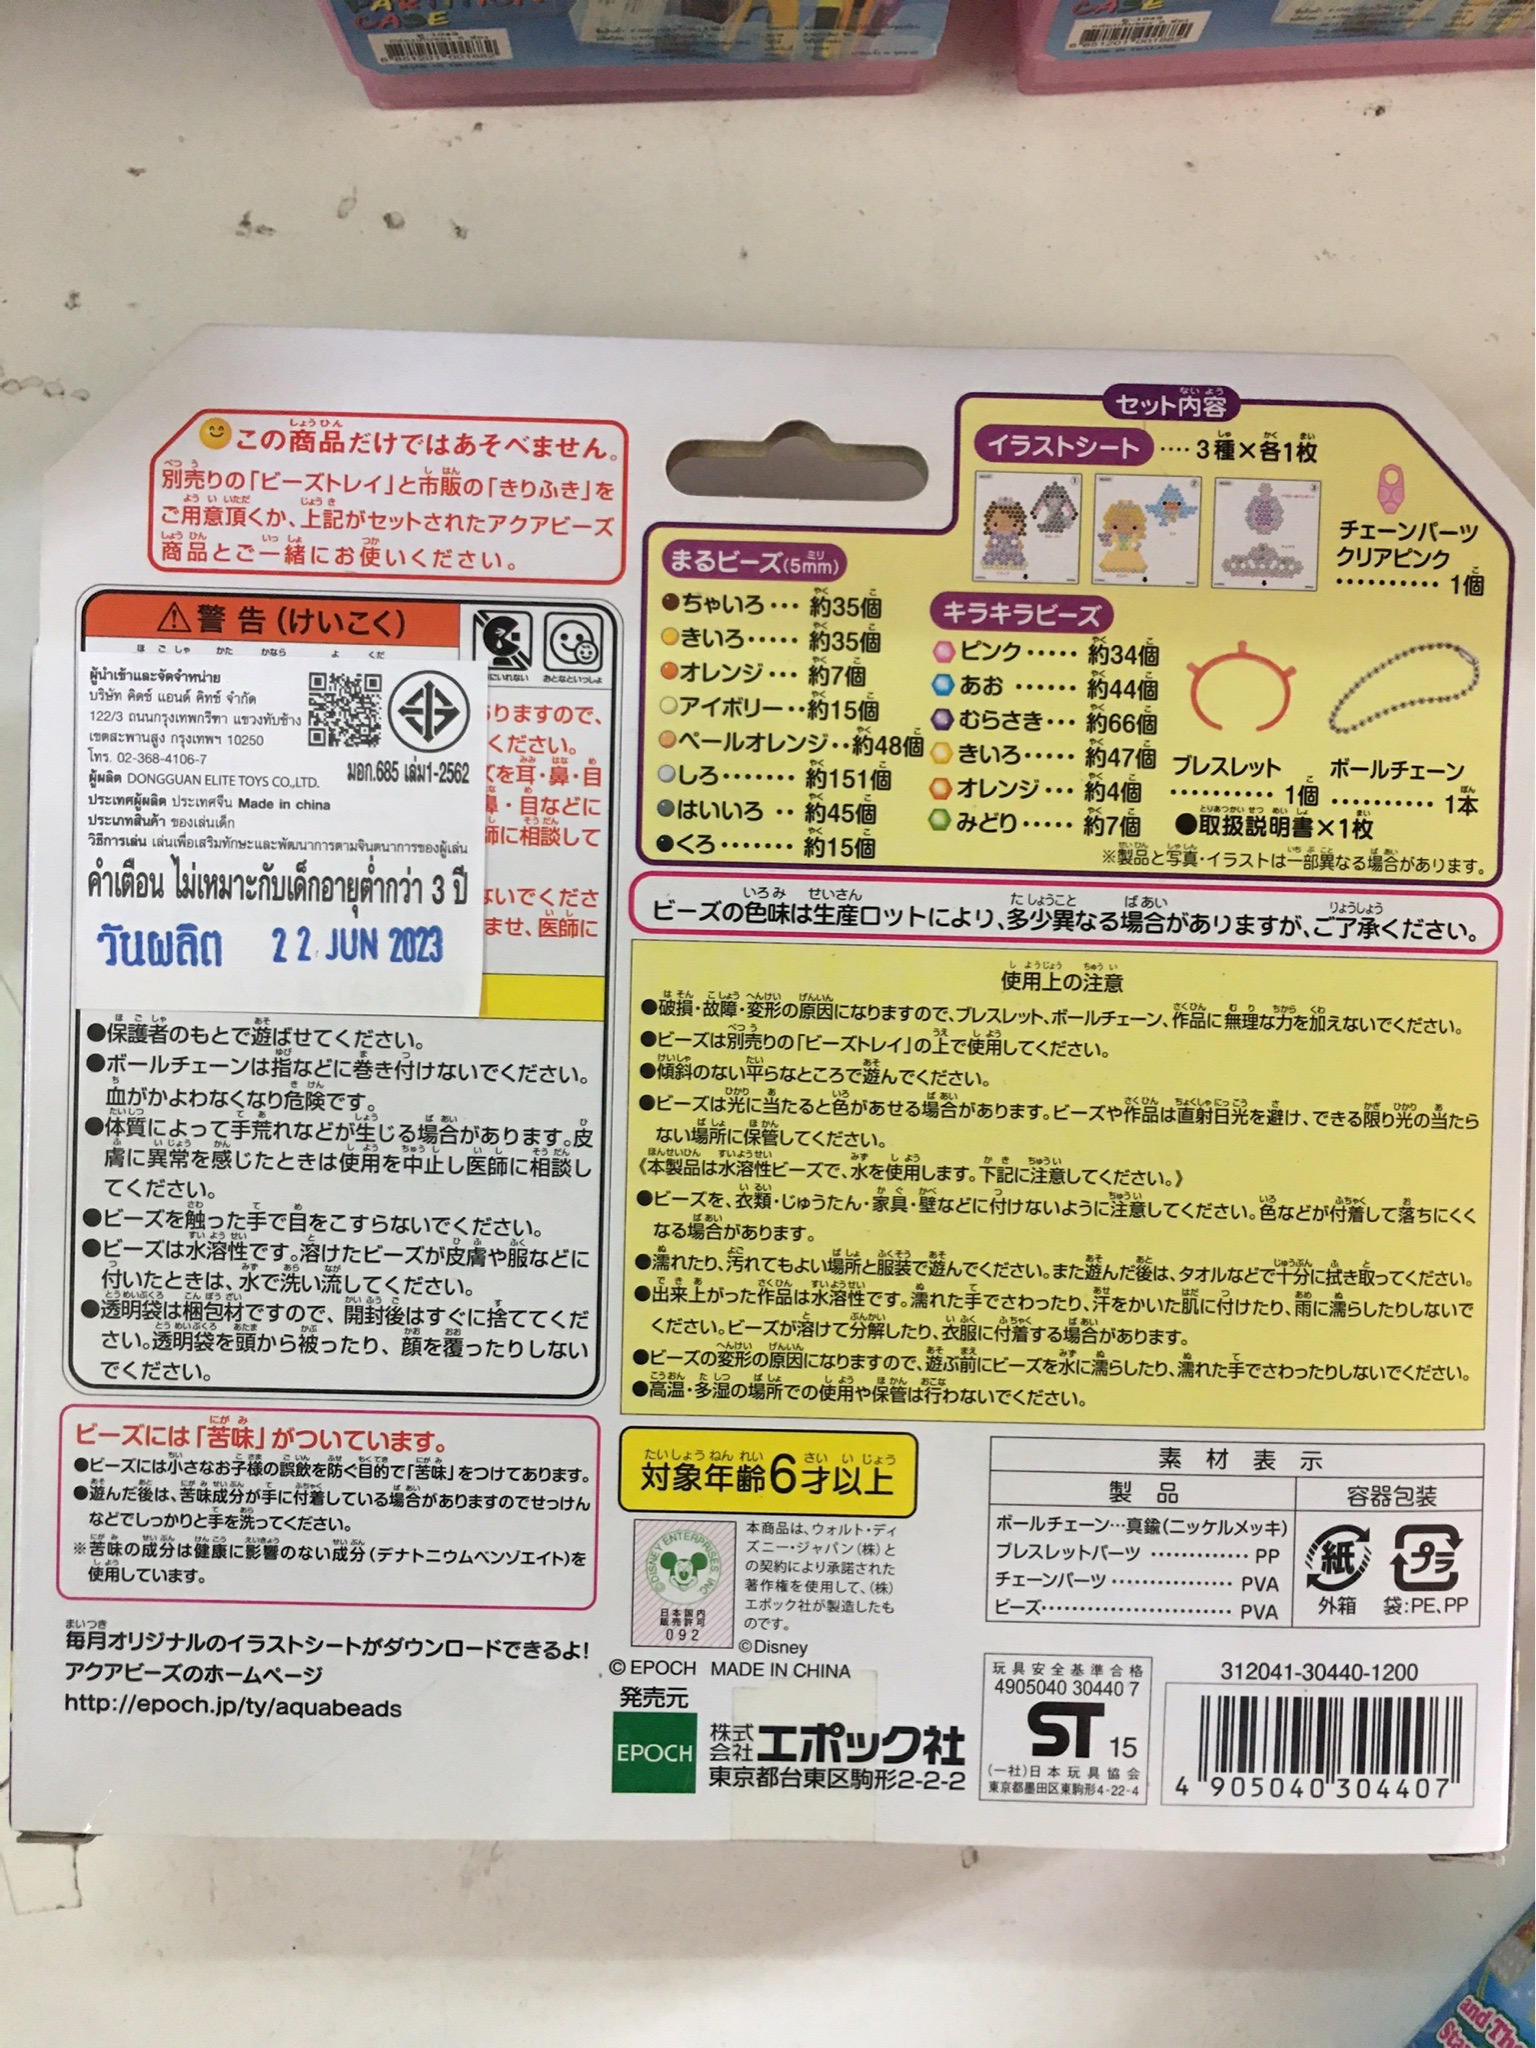 PARTITION
CASE
8 851201 001682
CASE
8 851201 001682
この商品だけではあそべません。
別売りの「ビーズトレイ」と市販の「きりふき」を
ご用意頂くか、上記がセットされたアクアビーズ
商品とご一緒にお使いください。
警告(けいこく)
おとなといっしょ
ผู้นำเข้าและจัดจำหน่าย
บริษัท คิดซ์ แอนด์ คิทซ์ จำกัด
122/3 ถนนกรุงเทพกรีฑา แขวงทับช้าง
เขตสะพานสูง กรุงเทพฯ 10250
โทร. 02-368-4106-7
ผู้ผลิต DONGGUAN ELITE TOYS CO.,LTD.
มอก.685 เล่ม1-2562
ประเทศผู้ผลิต ประเทศจีน Made in china
ประเภทสินค้า ของเล่นเด็ก
วิธีการเล่น เล่นเพื่อเสริมทักษะและพัฒนาการตามจินตนาการของผู้เล่น
คำเตือน ไม่เหมาะกับเด็กอายุต่ำกว่า 3 ปี
วันผลิต 22 JUN 2023
りますので、
ください。
を耳・鼻・目
鼻・目などに
師に相談して
ないでくださ
ませ、医師に
●保護者のもとで遊ばせてください。
●ボールチェーンは指などに巻き付けないでください。
血がかよわなくなり危険です。
●体質によって手荒れなどが生じる場合があります。皮
膚に異常を感じたときは使用を中止し医師に相談し
てください。
●ビーズを触った手で目をこすらないでください。
●ビーズは水溶性です。溶けたビーズが皮膚や服などに
付いたときは、水で洗い流してください。
●透明袋は梱包材ですので、開封後はすぐに捨ててくだ
さい。透明袋を頭から被ったり、顔を覆ったりしない
でください。
ビーズには「苦味」がついています。
●ビーズには小さなお子様の誤飲を防ぐ目的で「苦味」をつけてあります。
●遊んだ後は、苦味成分が手に付着している場合がありますのでせっけん
などでしっかりと手を洗ってください。
※苦味の成分は健康に影響のない成分(デナトニウムベンゾエイト)を
使用しています。
毎月オリジナルのイラストシートがダウンロードできるよ!
アクアビーズのホームページ
http://epoch.jp/ty/aquabeads
セット内容
イラストシート ････ 3種×各1枚
チェーンパーツ
クリアピンク
･･････････ 1個
まるビーズ(5mm)
ちゃいろ･･･ 約35個
きいろ･････ 約35個
オレンジ･･･ 約7個
アイボリー･･約15個
ペールオレンジ･･約48個
しろ･･･････ 約151個
はいいろ ･･ 約45個
くろ･･･････ 約15個
キラキラビーズ
ピンク･････ 約34個
あお ･･････ 約44個
むらさき･･･ 約66個
きいろ･････ 約47個
オレンジ･･･ 約4個
みどり･････ 約7個
ブレスレット
･･････････ 1個
ボールチェーン
･･････････ 1本
●取扱説明書×1枚
※製品と写真・イラストは一部異なる場合があります。
ビーズの色味は生産ロットにより、多少異なる場合がありますが、ご了承ください。
使用上の注意
●破損・故障・変形の原因になりますので、ブレスレット、ボールチェーン、作品に無理な力を加えないでください。
●ビーズは別売りの「ビーズトレイ」の上で使用してください。
●傾斜のない平らなところで遊んでください。
●ビーズは光に当たると色があせる場合があります。ビーズや作品は直射日光を避け、できる限り光の当たら
ない場所に保管してください。
《本製品は水溶性ビーズで、水を使用します。下記に注意してください。》
●ビーズを、衣類・じゅうたん・家具・壁などに付けないように注意してください。色などが付着して落ちにくく
なる場合があります。
●濡れたり、汚れてもよい場所と服装で遊んでください。また遊んだ後は、タオルなどで十分に拭き取ってください。
●出来上がった作品は水溶性です。濡れた手でさわったり、汗をかいた肌に付けたり、雨に濡らしたりしないで
ください。ビーズが溶けて分解したり、衣服に付着する場合があります。
●ビーズの変形の原因になりますので、遊ぶ前にビーズを水に濡らしたり、濡れた手でさわったりしないでください。
●高温・多湿の場所での使用や保管は行わないでください。
対象年齢6才以上
©DISNEY ENTERPRISES, INC
日本国内
販売許可
092
本商品は、ウォルト・ディ
ズニー・ジャパン(株)と
の契約により承諾された
著作権を使用して、(株)
エポック社が製造したも
のです。
©Disney
© EPOCH MADE IN CHINA
発売元
EPOCH
株式会社エポック社
東京都台東区駒形2-2-2
素材表示
製品
容器包装
ボールチェーン…真鍮(ニッケルメッキ)
ブレスレットパーツ ･････････････ PP
チェーンパーツ････････････････ PVA
ビーズ･････････････････････････ PVA
紙
外箱
プラ
袋:PE、PP
玩具安全基準合格
4905040 30440 7
ST 15
(一社)日本玩具協会
東京都墨田区東駒形4-22-4
312041-30440-1200
4 905040 304407
and The
Sta